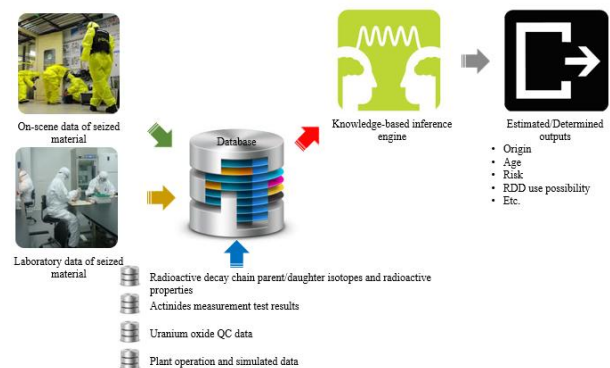 On-scene data of seized
material
Laboratory data of seized
material
Database
Knowledge-based inference
engine
Estimated/Determined
outputs
• Origin
• Age
• Risk
• RDD use possibility
• Etc.
Radioactive decay chain parent/daughter isotopes and radioactive
properties
Actinides measurement test results
Uranium oxide QC data
Plant operation and simulated data